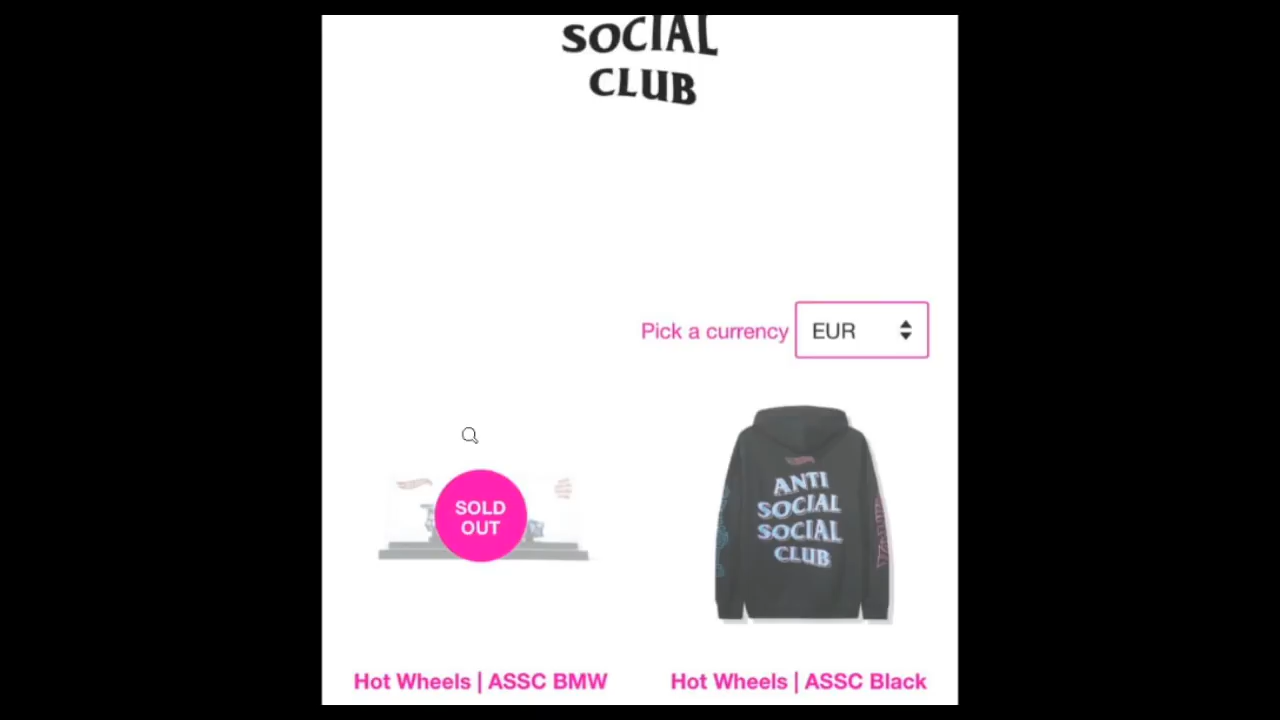 SOCIAL
CLUB
Pick a currency
EUR
SOLD
OUT
ANTI
SOCIAL
SOCIAL
CLUB
Hot Wheels | ASSC BMW
Hot Wheels | ASSC Black